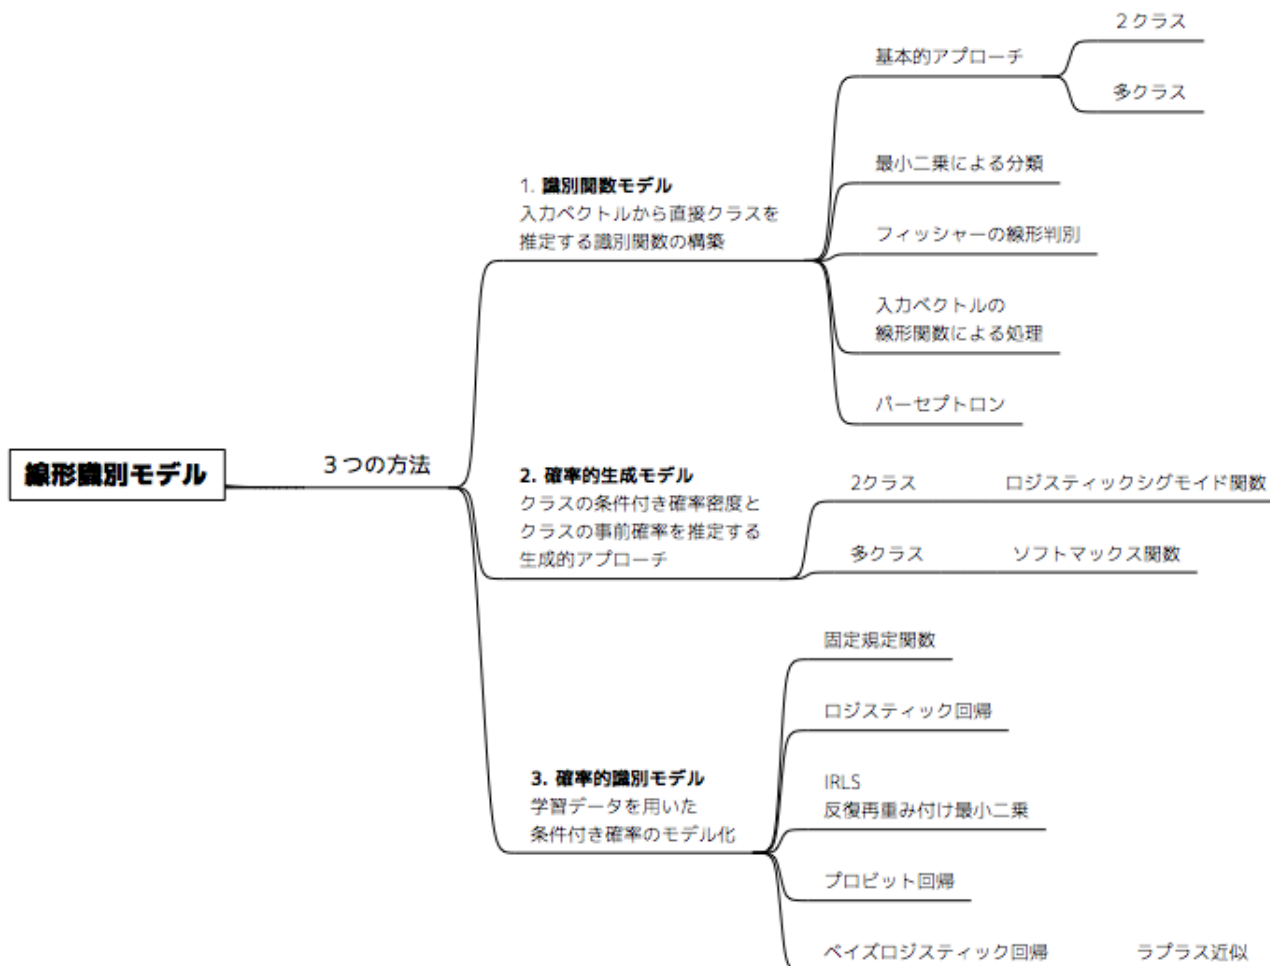 線形識別モデル
３つの方法
1. 識別関数モデル
入力ベクトルから直接クラスを
推定する識別関数の構築
基本的アプローチ
２クラス
多クラス
最小二乗による分類
フィッシャーの線形判別
入力ベクトルの
線形関数による処理
パーセプトロン
2. 確率的生成モデル
クラスの条件付き確率密度と
クラスの事前確率を推定する
生成的アプローチ
2クラス
ロジスティックシグモイド関数
多クラス
ソフトマックス関数
3. 確率的識別モデル
学習データを用いた
条件付き確率のモデル化
固定規定関数
ロジスティック回帰
IRLS
反復再重み付け最小二乗
プロビット回帰
ベイズロジスティック回帰
ラプラス近似